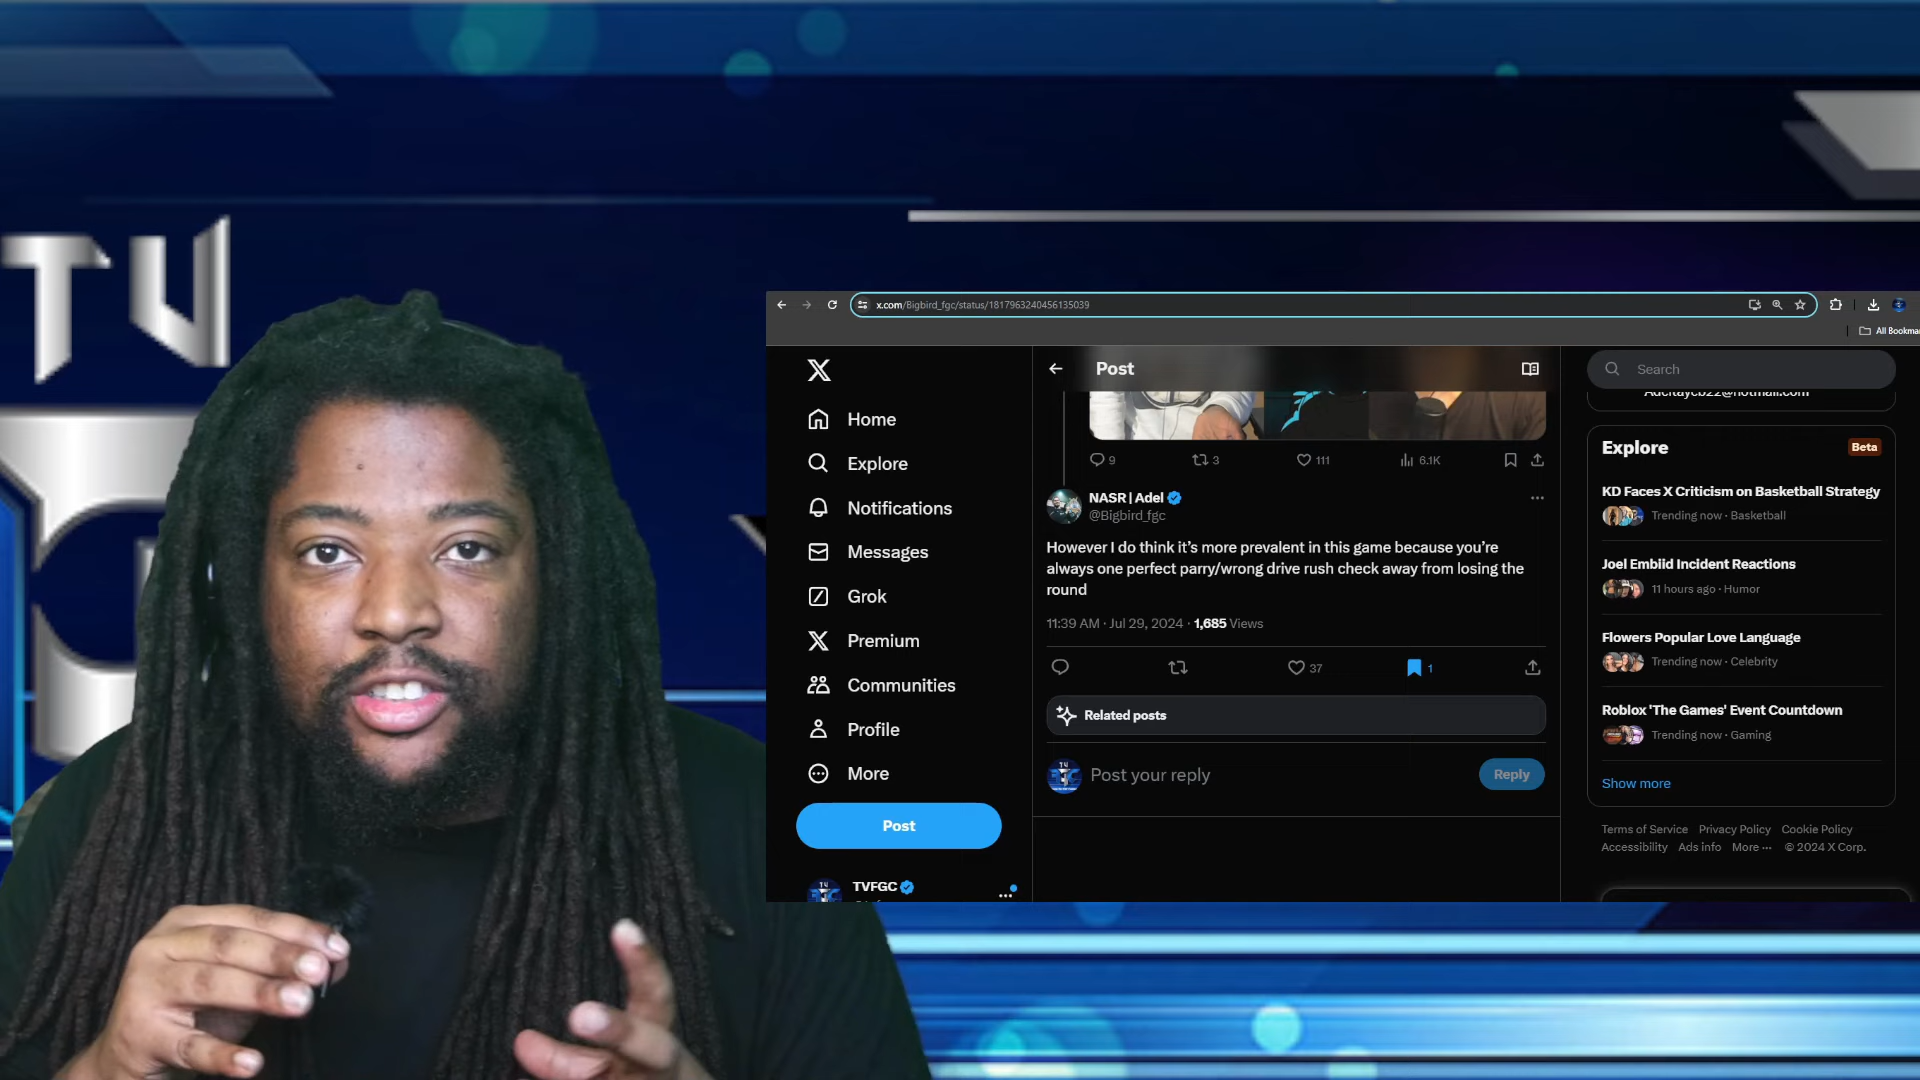 TV
x.com/Bigbird_fgc/status/1817963240456135039
All Bookma
Home
Explore
Notifications
Messages
Grok
Premium
Communities
Profile
More
Post
TVFGC
Post
9
3
111
6.1K
NASR | Adel
@Bigbird_fgc
However I do think it's more prevalent in this game because you're
always one perfect parry/wrong drive rush check away from losing the
round
11:39 AM · Jul 29, 2024 · 1,685 Views
37
1
Related posts
Post your reply
Reply
Search
Explore
Beta
KD Faces X Criticism on Basketball Strategy
Trending now · Basketball
Joel Embiid Incident Reactions
11 hours ago · Humor
Flowers Popular Love Language
Trending now · Celebrity
Roblox 'The Games' Event Countdown
Trending now · Gaming
Show more
Terms of Service Privacy Policy Cookie Policy
Accessibility Ads info More ··· © 2024 X Corp.